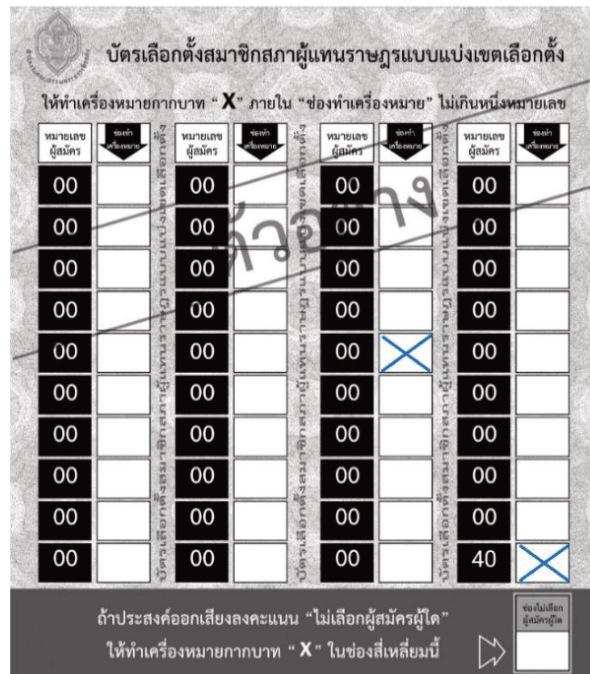 บัตรเลือกตั้งสมาชิกสภาผู้แทนราษฎรแบบแบ่งเขตเลือกตั้ง
ให้ทำเครื่องหมายกากบาท “ X ” ภายใน “ช่องทำเครื่องหมาย” ไม่เกินหนึ่งหมายเลข
หมายเลข ช่องทำ หมายเลข ช่องทำ หมายเลข ช่องทำ หมายเลข ช่องทำ
ผู้สมัคร เครื่องหมาย ผู้สมัคร เครื่องหมาย ผู้สมัคร เครื่องหมาย ผู้สมัคร เครื่องหมาย
00 00 00 00
ตัวอย่าง
00 00 00 00
00 00 00 00
00 00 00 00
00 00 00 00
00 00 00 00
00 00 00 00
00 00 00 00
00 00 00 00
00 00 00 40
ถ้าประสงค์ออกเสียงลงคะแนน “ไม่เลือกผู้สมัครผู้ใด”
ให้ทำเครื่องหมายกากบาท “ X ” ในช่องสี่เหลี่ยมนี้
ช่องไม่เลือก
ผู้สมัครผู้ใด